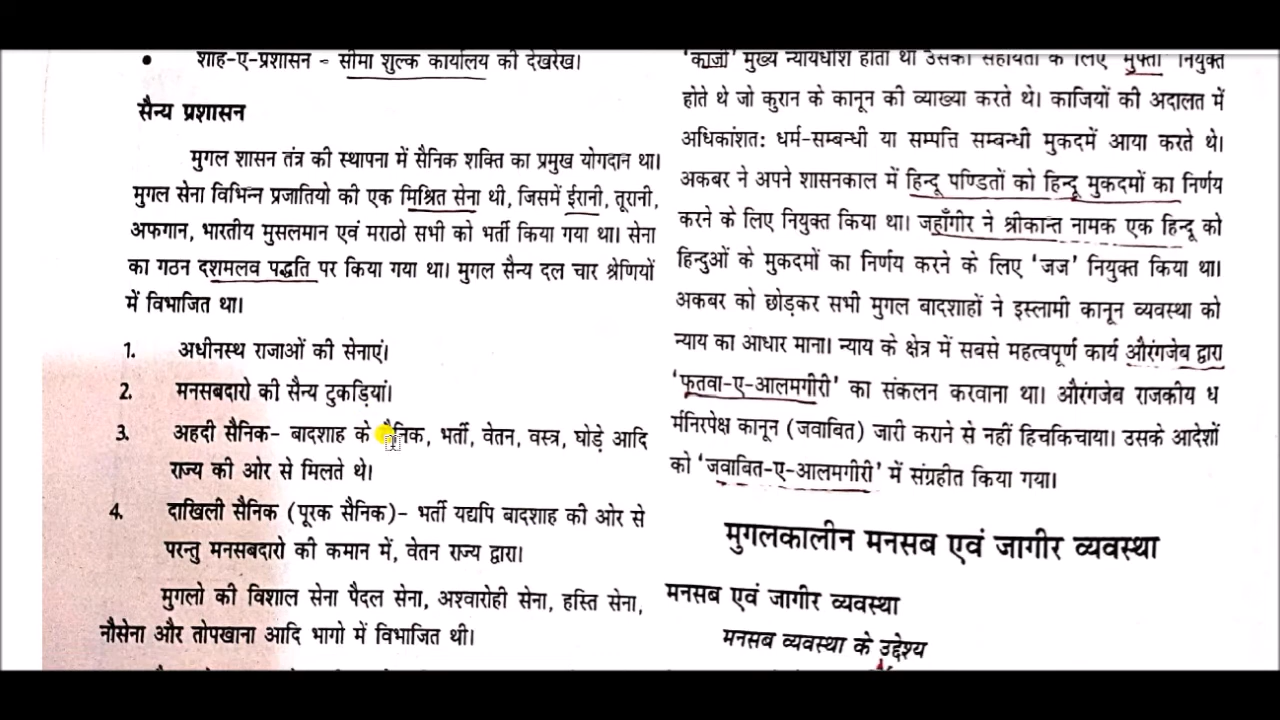 • शाह-ए-प्रशासन - सीमा शुल्क कार्यालय की देखरेख।
सैन्य प्रशासन
मुगल शासन तंत्र की स्थापना में सैनिक शक्ति का प्रमुख योगदान था।
मुगल सेना विभिन्न प्रजातियो की एक मिश्रित सेना थी, जिसमें ईरानी, तूरानी,
अफगान, भारतीय मुसलमान एवं मराठो सभी को भर्ती किया गया था। सेना
का गठन दशमलव पद्धति पर किया गया था। मुगल सैन्य दल चार श्रेणियों
में विभाजित था।
1. अधीनस्थ राजाओं की सेनाएं।
2. मनसबदारो की सैन्य टुकड़ियां।
3. अहदी सैनिक- बादशाह के सैनिक, भर्ती, वेतन, वस्त्र, घोड़े आदि
राज्य की ओर से मिलते थे।
4. दाखिली सैनिक (पूरक सैनिक)- भर्ती यद्यपि बादशाह की ओर से
परन्तु मनसबदारो की कमान में, वेतन राज्य द्वारा।
मुगलो की विशाल सेना पैदल सेना, अश्वारोही सेना, हस्ति सेना,
नौसेना और तोपखाना आदि भागो में विभाजित थी।
'काजी' मुख्य न्यायधीश होता था उसकी सहायता के लिए मुफ्ती नियुक्त
होते थे जो कुरान के कानून की व्याख्या करते थे। काजियों की अदालत में
अधिकांशत: धर्म-सम्बन्धी या सम्पत्ति सम्बन्धी मुकदमें आया करते थे।
अकबर ने अपने शासनकाल में हिन्दू पण्डितों को हिन्दू मुकदमों का निर्णय
करने के लिए नियुक्त किया था। जहाँगीर ने श्रीकान्त नामक एक हिन्दू को
हिन्दुओं के मुकदमों का निर्णय करने के लिए 'जज' नियुक्त किया था।
अकबर को छोड़कर सभी मुगल बादशाहों ने इस्लामी कानून व्यवस्था को
न्याय का आधार माना। न्याय के क्षेत्र में सबसे महत्वपूर्ण कार्य औरंगजेब द्वारा
'फूतवा-ए-आलमगीरी' का संकलन करवाना था। औरंगजेब राजकीय ध
र्मनिरपेक्ष कानून (जवाबित) जारी कराने से नहीं हिचकिचाया। उसके आदेशों
को 'जवाबित-ए-आलमगीरी' में संग्रहीत किया गया।
मुगलकालीन मनसब एवं जागीर व्यवस्था
मनसब एवं जागीर व्यवस्था
मनसब व्यवस्था के उद्देश्य